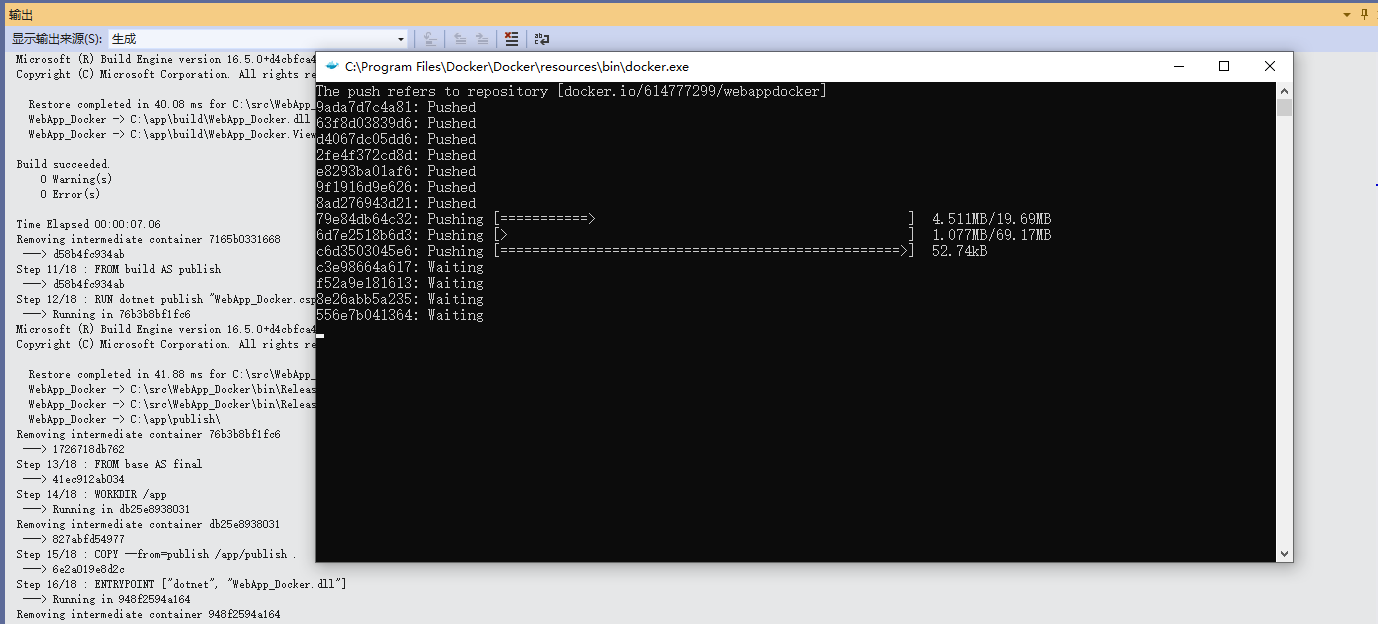 输出
显示输出来源(S): 生成
Microsoft (R) Build Engine version 16.5.0+d4cbfca4
Copyright (C) Microsoft Corporation. All rights re
Restore completed in 40.08 ms for C:\src\WebApp_
WebApp_Docker -> C:\app\build\WebApp_Docker.dll
WebApp_Docker -> C:\app\build\WebApp_Docker.View
Build succeeded.
0 Warning(s)
0 Error(s)
Time Elapsed 00:00:07.06
Removing intermediate container 7165b0331668
---> d58b4fc934ab
Step 11/18 : FROM build AS publish
---> d58b4fc934ab
Step 12/18 : RUN dotnet publish "WebApp_Docker.csp
---> Running in 76b3b8bf1fc6
Microsoft (R) Build Engine version 16.5.0+d4cbfca4
Copyright (C) Microsoft Corporation. All rights re
Restore completed in 41.88 ms for C:\src\WebApp_
WebApp_Docker -> C:\src\WebApp_Docker\bin\Releas
WebApp_Docker -> C:\src\WebApp_Docker\bin\Releas
WebApp_Docker -> C:\app\publish\
Removing intermediate container 76b3b8bf1fc6
---> 1726718db762
Step 13/18 : FROM base AS final
---> 41ec912ab034
Step 14/18 : WORKDIR /app
---> Running in db25e8938031
Removing intermediate container db25e8938031
---> 827abfd54977
Step 15/18 : COPY --from=publish /app/publish .
---> 6e2a019e8d2c
Step 16/18 : ENTRYPOINT ["dotnet", "WebApp_Docker.dll"]
---> Running in 948f2594a164
Removing intermediate container 948f2594a164
C:\Program Files\Docker\Docker\resources\bin\docker.exe
The push refers to repository [docker.io/614777299/webappdocker]
9ada7d7c4a81: Pushed
63f8d03839d6: Pushed
d4067dc05dd6: Pushed
2fe4f372cd8d: Pushed
e8293ba01af6: Pushed
9f1916d9e626: Pushed
8ad276943d21: Pushed
79e84db64c32: Pushing [===========>                                       ]  4.511MB/19.69MB
6d7e2518b6d3: Pushing [>                                                  ]  1.077MB/69.17MB
c6d3503045e6: Pushing [==================================================>]  52.74kB
c3e98664a617: Waiting
f52a9e181613: Waiting
8e26abb5a235: Waiting
556e7b041364: Waiting